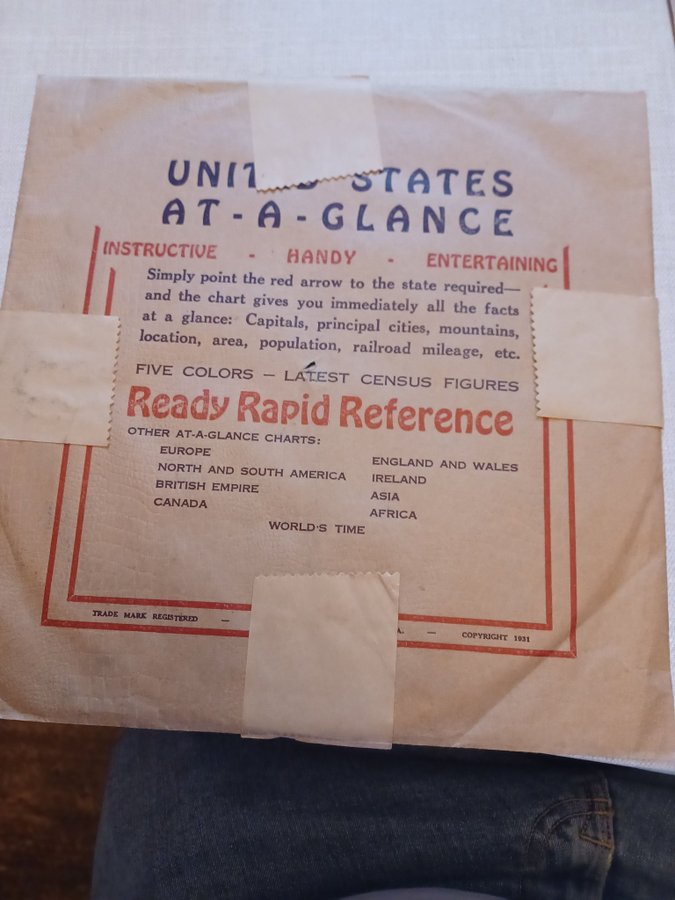 STATES
AT-A-GLANCE
INSTRUCTIVE - HANDY - ENTERTAINING
Simply point the red arrow to the state required—
and the chart gives you immediately all the facts
at a glance: Capitals, principal cities, mountains,
location, area, population, railroad mileage, etc.
FIVE COLORS — LATEST CENSUS FIGURES
Ready Rapid Reference
OTHER AT-A-GLANCE CHARTS:
EUROPE
NORTH AND SOUTH AMERICA
BRITISH EMPIRE
CANADA
ENGLAND AND WALES
IRELAND
ASIA
AFRICA
WORLD'S TIME
TRADE MARK REGISTERED — A. — COPYRIGHT 1931